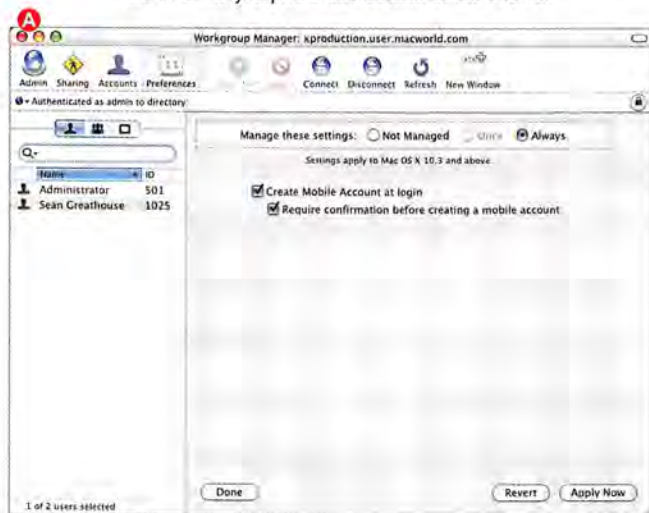 A
Workgroup Manager: xproduction.user.macworld.com
Admin Sharing Accounts Preferences Connect Disconnect Refresh New Window
Authenticated as admin to directory:
Manage these settings: Not Managed Once Always
Settings apply to Mac OS X 10.3 and above
Name ID
Administrator 501
Sean Greathouse 1025
Create Mobile Account at login
Require confirmation before creating a mobile account
Done Revert Apply Now
1 of 2 users selected